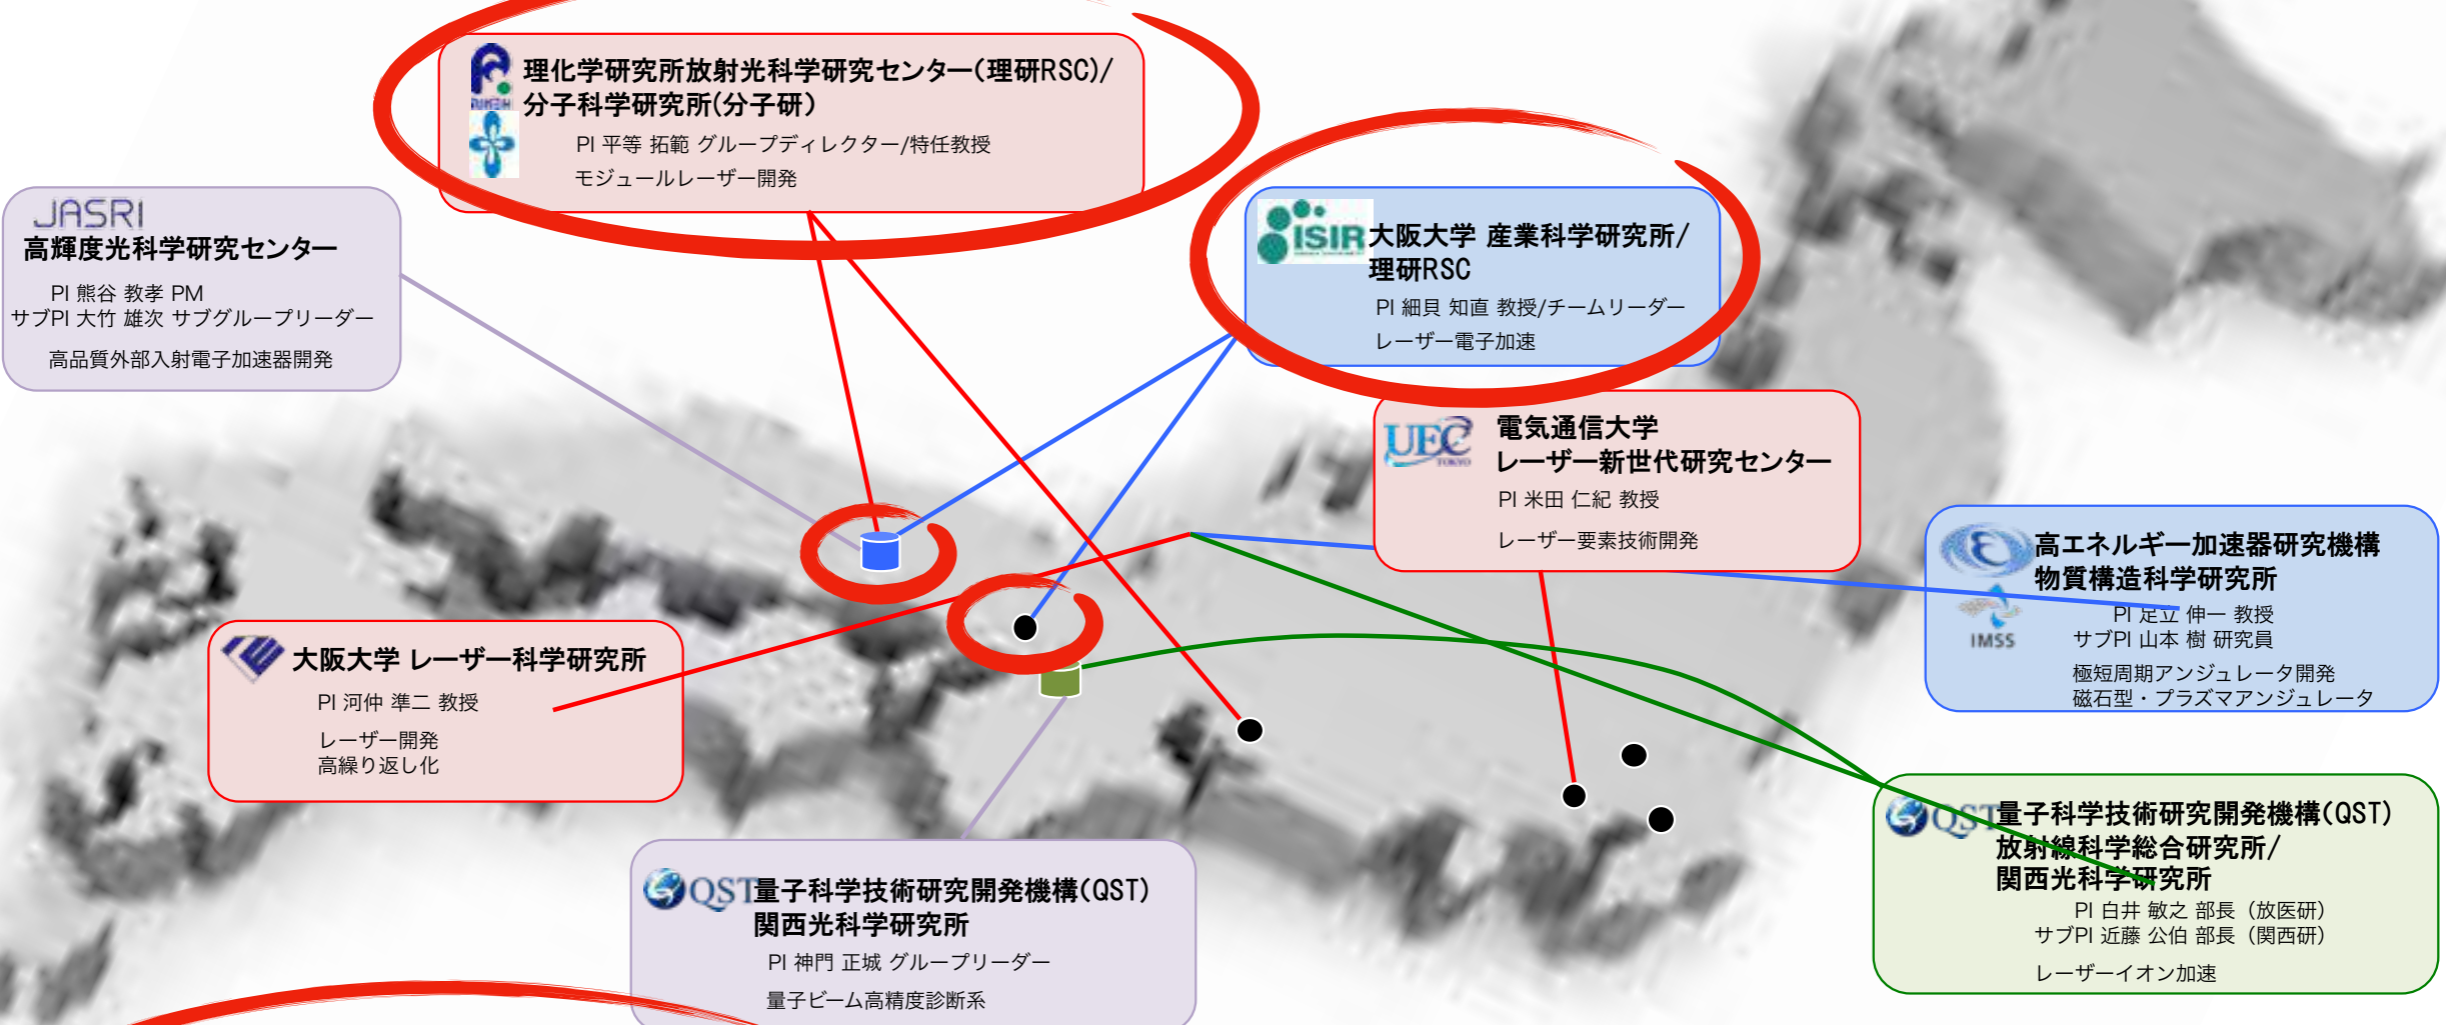 理化学研究所放射光科学研究センター(理研RSC)/
分子科学研究所(分子研)
PI 平等 拓範 グループディレクター/特任教授
モジュールレーザー開発
JASRI
高輝度光科学研究センター
PI 熊谷 教孝 PM
サブPI 大竹 雄次 サブグループリーダー
高品質外部入射電子加速器開発
ISIR
大阪大学 産業科学研究所/
理研RSC
PI 細貝 知直 教授/チームリーダー
レーザー電子加速
UEC
TOKYO
電気通信大学
レーザー新世代研究センター
PI 米田 仁紀 教授
レーザー要素技術開発
高エネルギー加速器研究機構
物質構造科学研究所
IMSS
PI 足立 伸一 教授
サブPI 山本 樹 研究員
極短周期アンジュレータ開発
磁石型・プラズマアンジュレータ
大阪大学 レーザー科学研究所
PI 河仲 準二 教授
レーザー開発
高繰り返し化
QST
量子科学技術研究開発機構(QST)
放射線科学総合研究所/
関西光科学研究所
PI 白井 敏之 部長（放医研）
サブPI 近藤 公伯 部長（関西研）
レーザーイオン加速
QST
量子科学技術研究開発機構(QST)
関西光科学研究所
PI 神門 正城 グループリーダー
量子ビーム高精度診断系